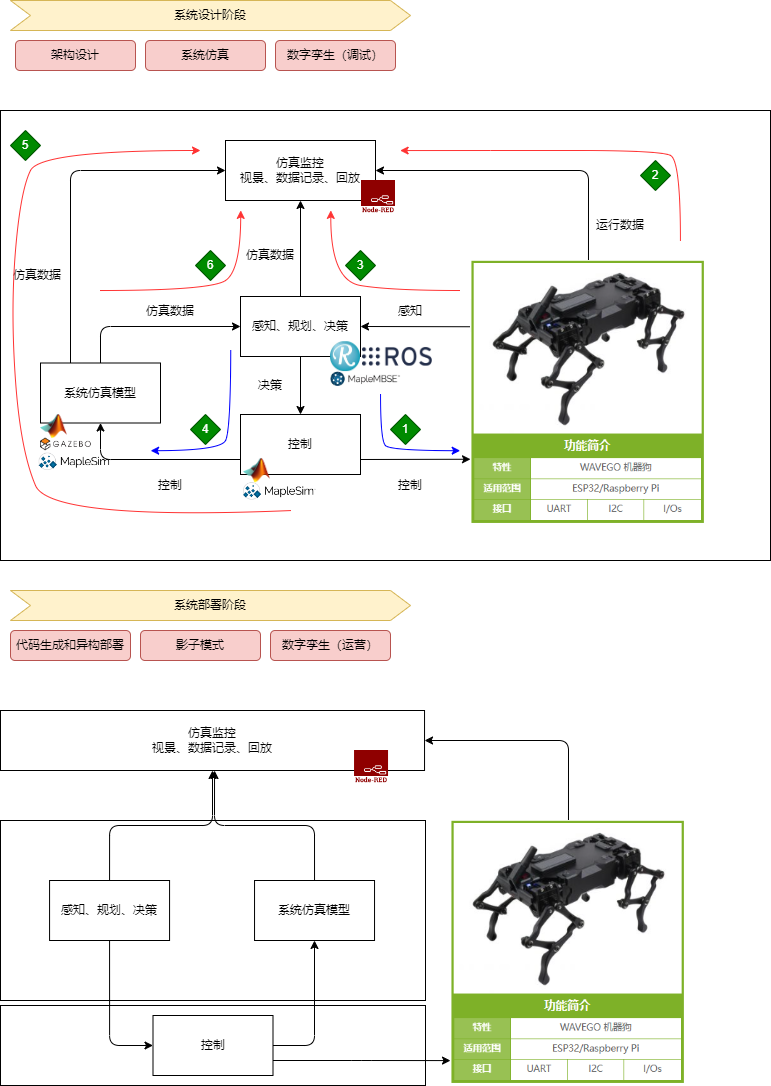 系统设计阶段
架构设计
系统仿真
数字孪生（调试）
5
仿真监控
视景、数据记录、回放
Node-RED
2
运行数据
仿真数据
6
仿真数据
3
仿真数据
感知、规划、决策
感知
R
ROS
MapleMBSE™
系统仿真模型
GAZEBO
MapleSim
决策
4
1
控制
MapleSim
控制
控制
功能简介
特性 WAVEGO 机器狗
适用范围 ESP32/Raspberry Pi
接口 UART I2C I/Os
系统部署阶段
代码生成和异构部署
影子模式
数字孪生（运营）
仿真监控
视景、数据记录、回放
Node-RED
感知、规划、决策
系统仿真模型
控制
功能简介
特性 WAVEGO 机器狗
适用范围 ESP32/Raspberry Pi
接口 UART I2C I/Os